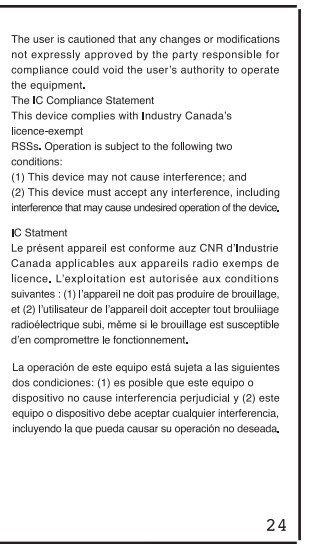 The user is cautioned that any changes or modifications
not expressly approved by the party responsible for
compliance could void the user's authority to operate
the equipment.
The IC Compliance Statement
This device complies with Industry Canada's
licence-exempt
RSSs. Operation is subject to the following two
conditions:
(1) This device may not cause interference; and
(2) This device must accept any interference, including
interference that may cause undesired operation of the device.
IC Statment
Le présent appareil est conforme auz CNR d'Industrie
Canada applicables aux appareils radio exemps de
licence. L'exploitation est autorisée aux conditions
suivantes : (1) l'appareil ne doit pas produire de brouillage,
et (2) l'utilisateur de l'appareil doit accepter tout brouliiage
radioélectrique subi, même si le brouillage est susceptible
d'en compromettre le fonctionnement.
La operación de este equipo está sujeta a las siguientes
dos condiciones: (1) es posible que este equipo o
dispositivo no cause interferencia perjudicial y (2) este
equipo o dispositivo debe aceptar cualquier interferencia,
incluyendo la que pueda causar su operación no deseada.
24